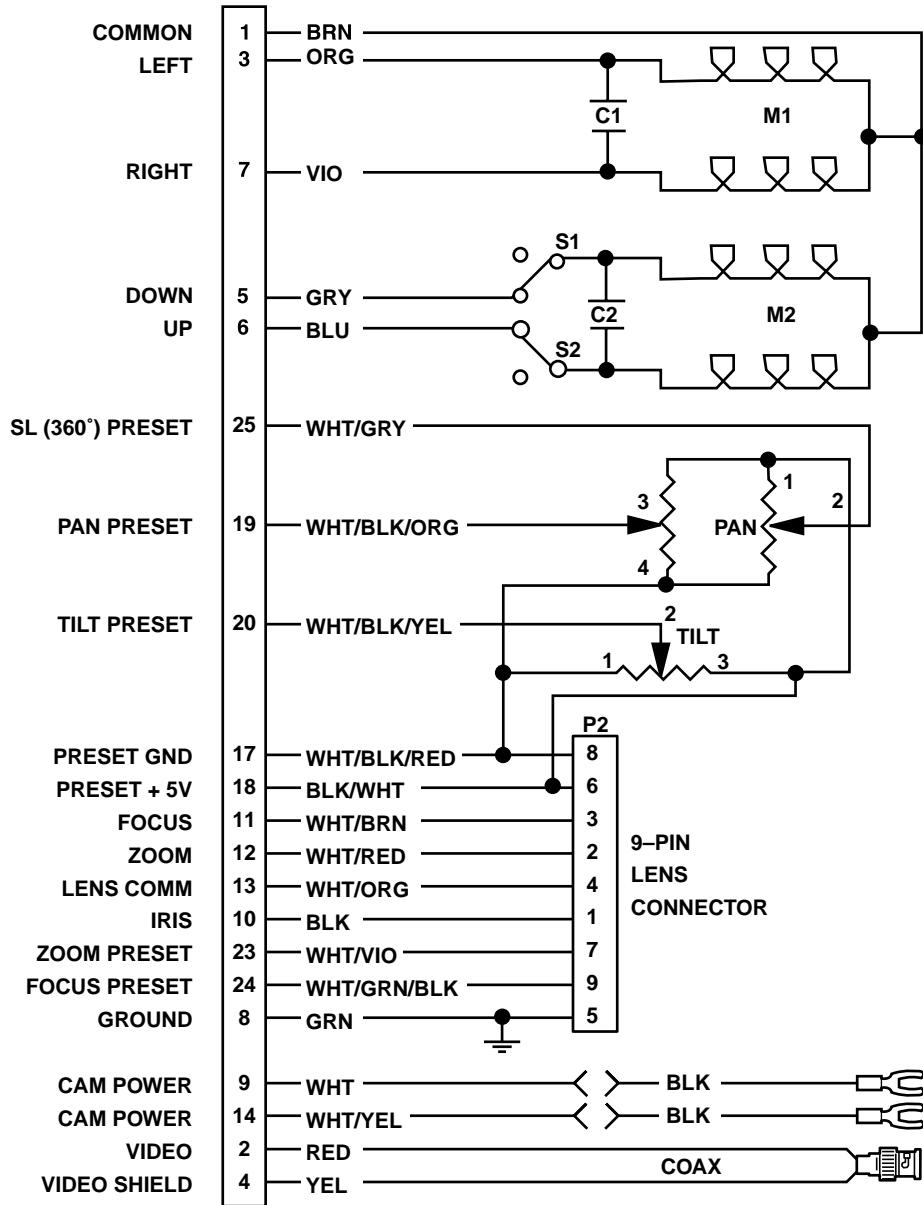 COMMON 1 BRN
LEFT 3 ORG
C1 M1
RIGHT 7 VIO
S1
DOWN 5 GRY
C2 M2
UP 6 BLU
S2
SL (360°) PRESET 25 WHT/GRY
3 1 2
PAN PRESET 19 WHT/BLK/ORG PAN
4
TILT PRESET 20 WHT/BLK/YEL 2 TILT
1 3
P2
PRESET GND 17 WHT/BLK/RED 8
PRESET + 5V 18 BLK/WHT 6
FOCUS 11 WHT/BRN 3
ZOOM 12 WHT/RED 2
LENS COMM 13 WHT/ORG 4
IRIS 10 BLK 1
ZOOM PRESET 23 WHT/VIO 7
FOCUS PRESET 24 WHT/GRN/BLK 9
GROUND 8 GRN 5
9–PIN
LENS
CONNECTOR
CAM POWER 9 WHT BLK
CAM POWER 14 WHT/YEL BLK
VIDEO 2 RED
COAX
VIDEO SHIELD 4 YEL